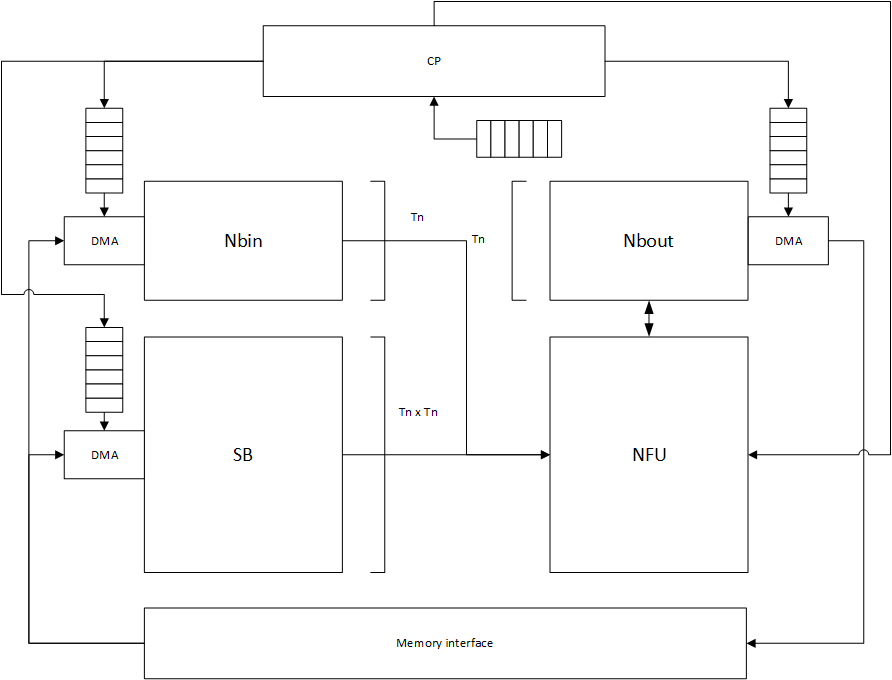 CP
Tn
Tn
DMA
Nbin
Nbout
DMA
Tn x Tn
DMA
SB
NFU
Memory interface